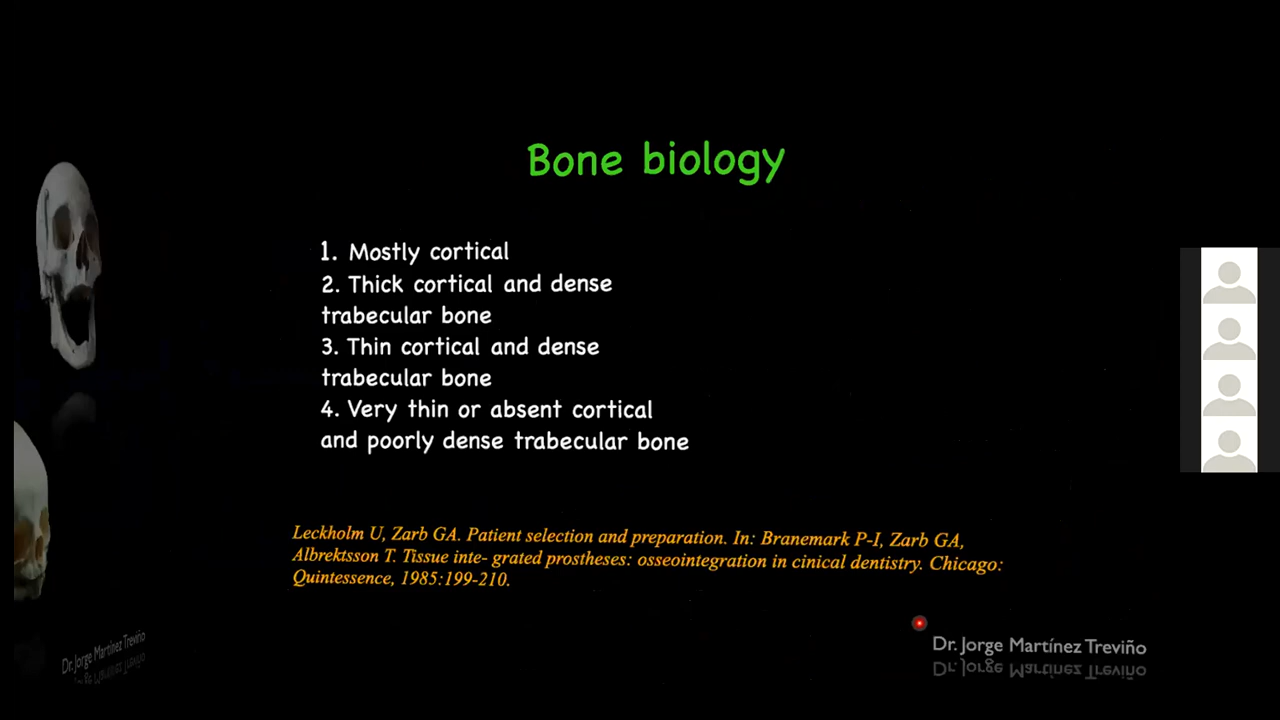 Bone biology
1. Mostly cortical
2. Thick cortical and dense
trabecular bone
3. Thin cortical and dense
trabecular bone
4. Very thin or absent cortical
and poorly dense trabecular bone
Leckholm U, Zarb GA. Patient selection and preparation. In: Branemark P-I, Zarb GA,
Albrektsson T. Tissue inte- grated prostheses: osseointegration in cinical dentistry. Chicago:
Quintessence, 1985:199-210.
Dr. Jorge Martínez Treviño
Dr. Jorge Martínez Treviño